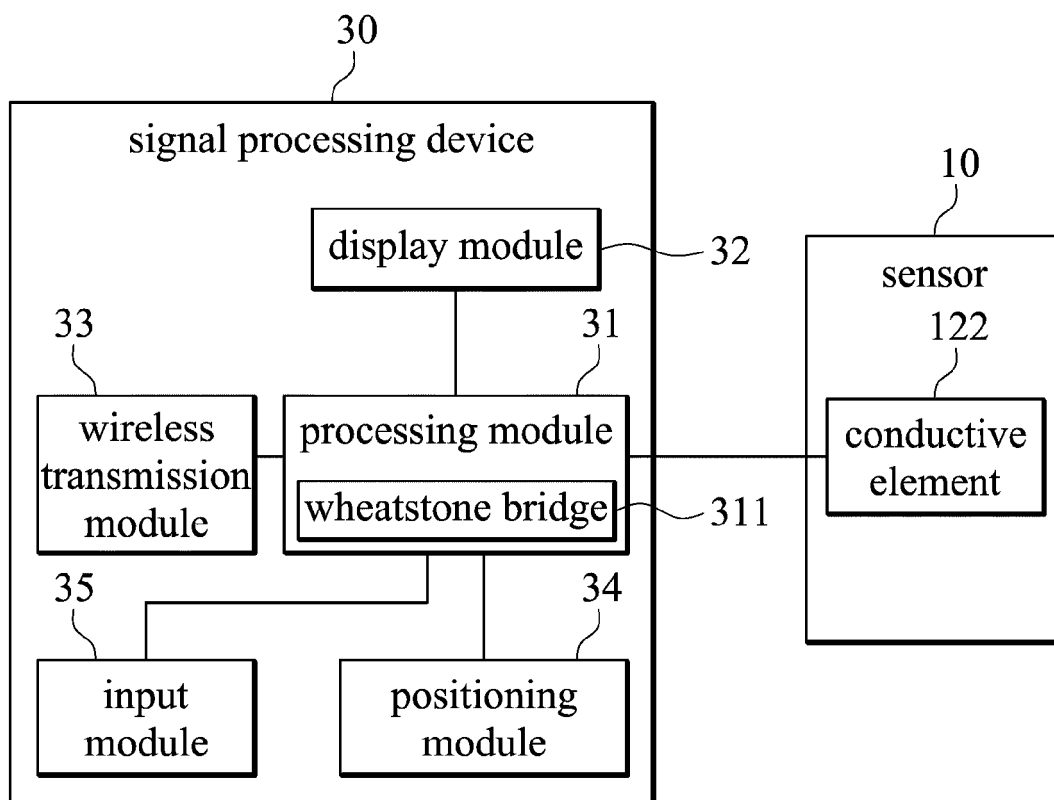 30
signal processing device
10
display module
32
sensor
33
31
122
wireless
transmission
module
processing module
conductive
element
wheatstone bridge
311
35
34
input
module
positioning
module